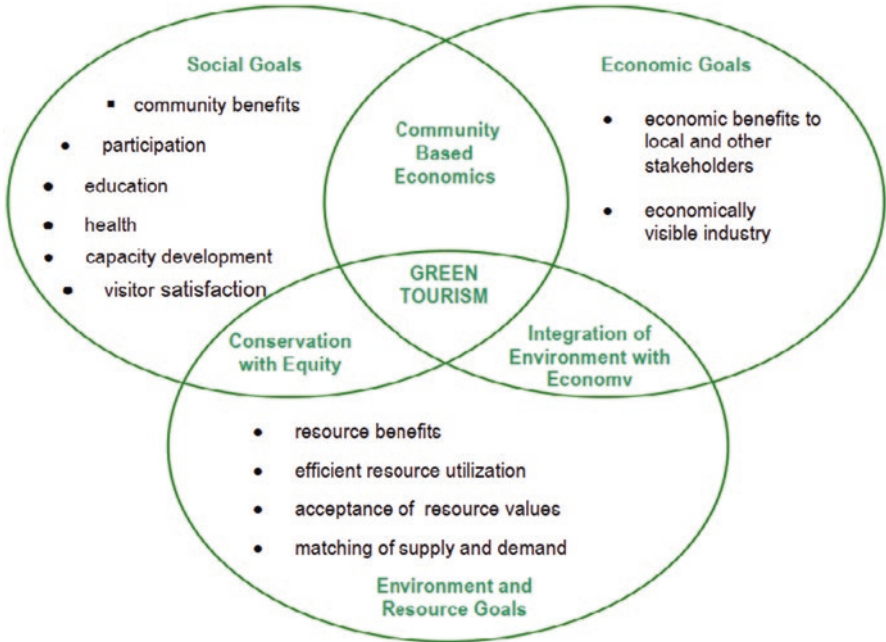 Social Goals
▪ community benefits
• participation
• education
• health
• capacity development
• visitor satisfaction
Community
Based
Economics
Economic Goals
• economic benefits to
local and other
stakeholders
• economically
visible industry
GREEN
TOURISM
Conservation
with Equity
Integration of
Environment with
Economv
• resource benefits
• efficient resource utilization
• acceptance of resource values
• matching of supply and demand
Environment and
Resource Goals